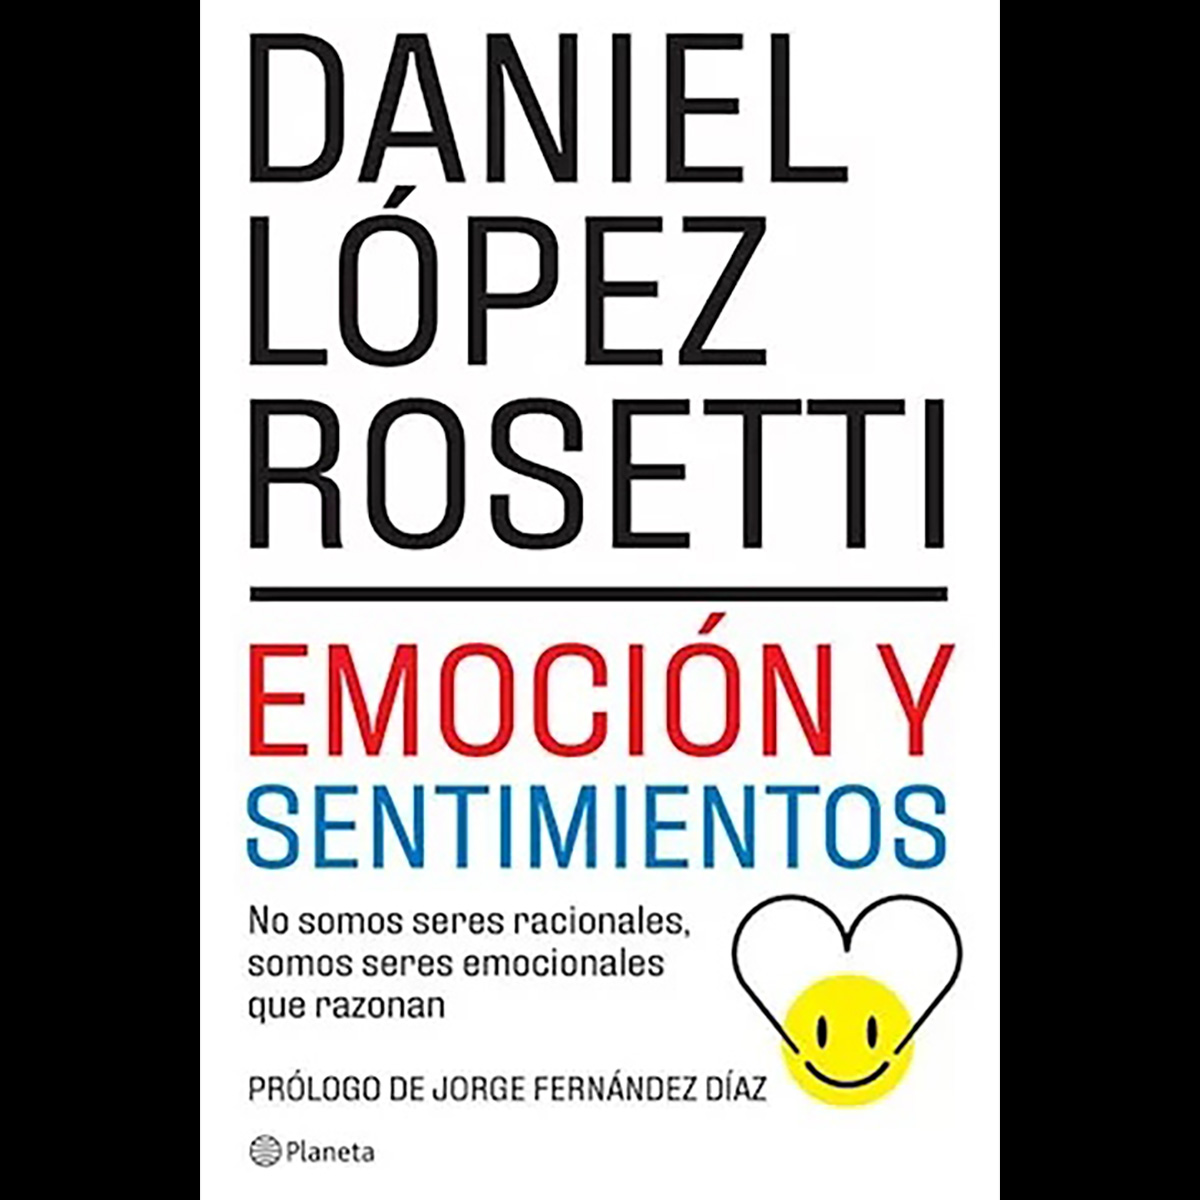 DANIEL
LÓPEZ
ROSETTI
EMOCIÓN Y
SENTIMIENTOS
No somos seres racionales,
somos seres emocionales
que razonan
PRÓLOGO DE JORGE FERNÁNDEZ DÍAZ
Planeta